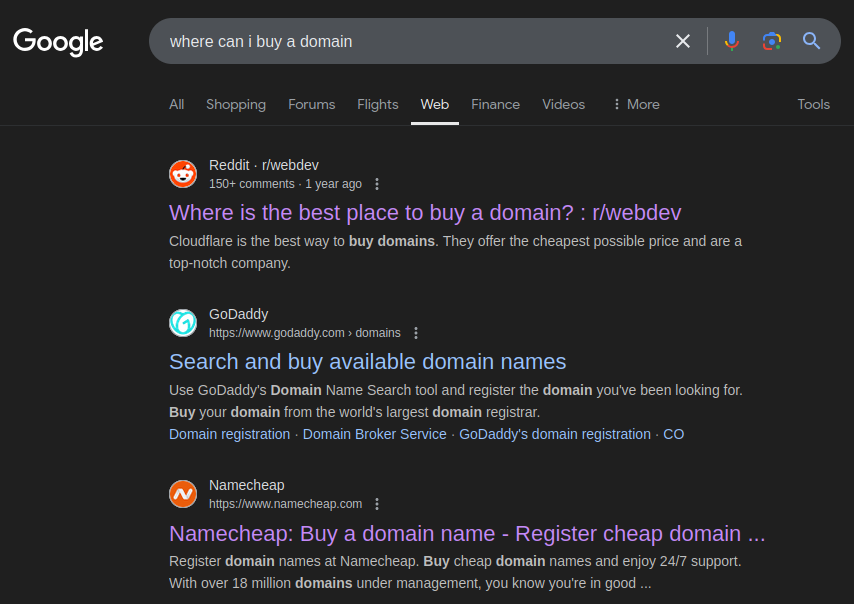 Google
where can i buy a domain
All Shopping Forums Flights Web Finance Videos More Tools
Reddit · r/webdev
150+ comments · 1 year ago
Where is the best place to buy a domain? : r/webdev
Cloudflare is the best way to buy domains. They offer the cheapest possible price and are a
top-notch company.
GoDaddy
https://www.godaddy.com › domains
Search and buy available domain names
Use GoDaddy's Domain Name Search tool and register the domain you've been looking for.
Buy your domain from the world's largest domain registrar.
Domain registration · Domain Broker Service · GoDaddy's domain registration · CO
Namecheap
https://www.namecheap.com
Namecheap: Buy a domain name - Register cheap domain ...
Register domain names at Namecheap. Buy cheap domain names and enjoy 24/7 support.
With over 18 million domains under management, you know you're in good ...